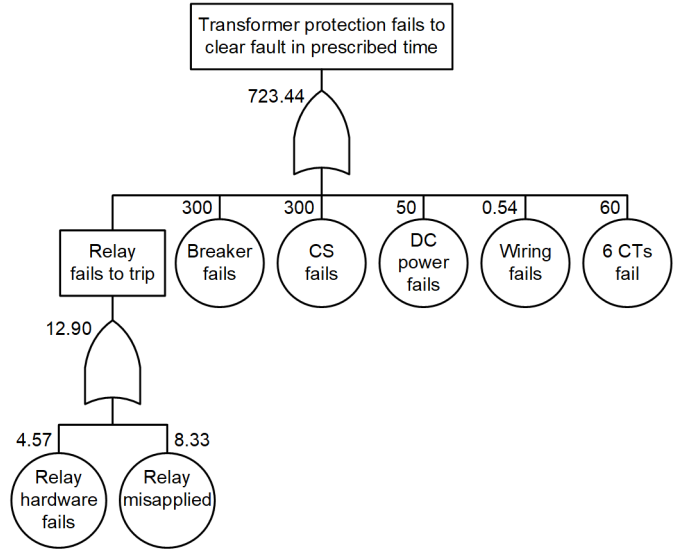 Transformer protection fails to
clear fault in prescribed time
723.44
300
300
50
0.54
60
Relay
fails to trip
Breaker
fails
CS
fails
DC
power
fails
Wiring
fails
6 CTs
fail
12.90
4.57
8.33
Relay
hardware
fails
Relay
misapplied